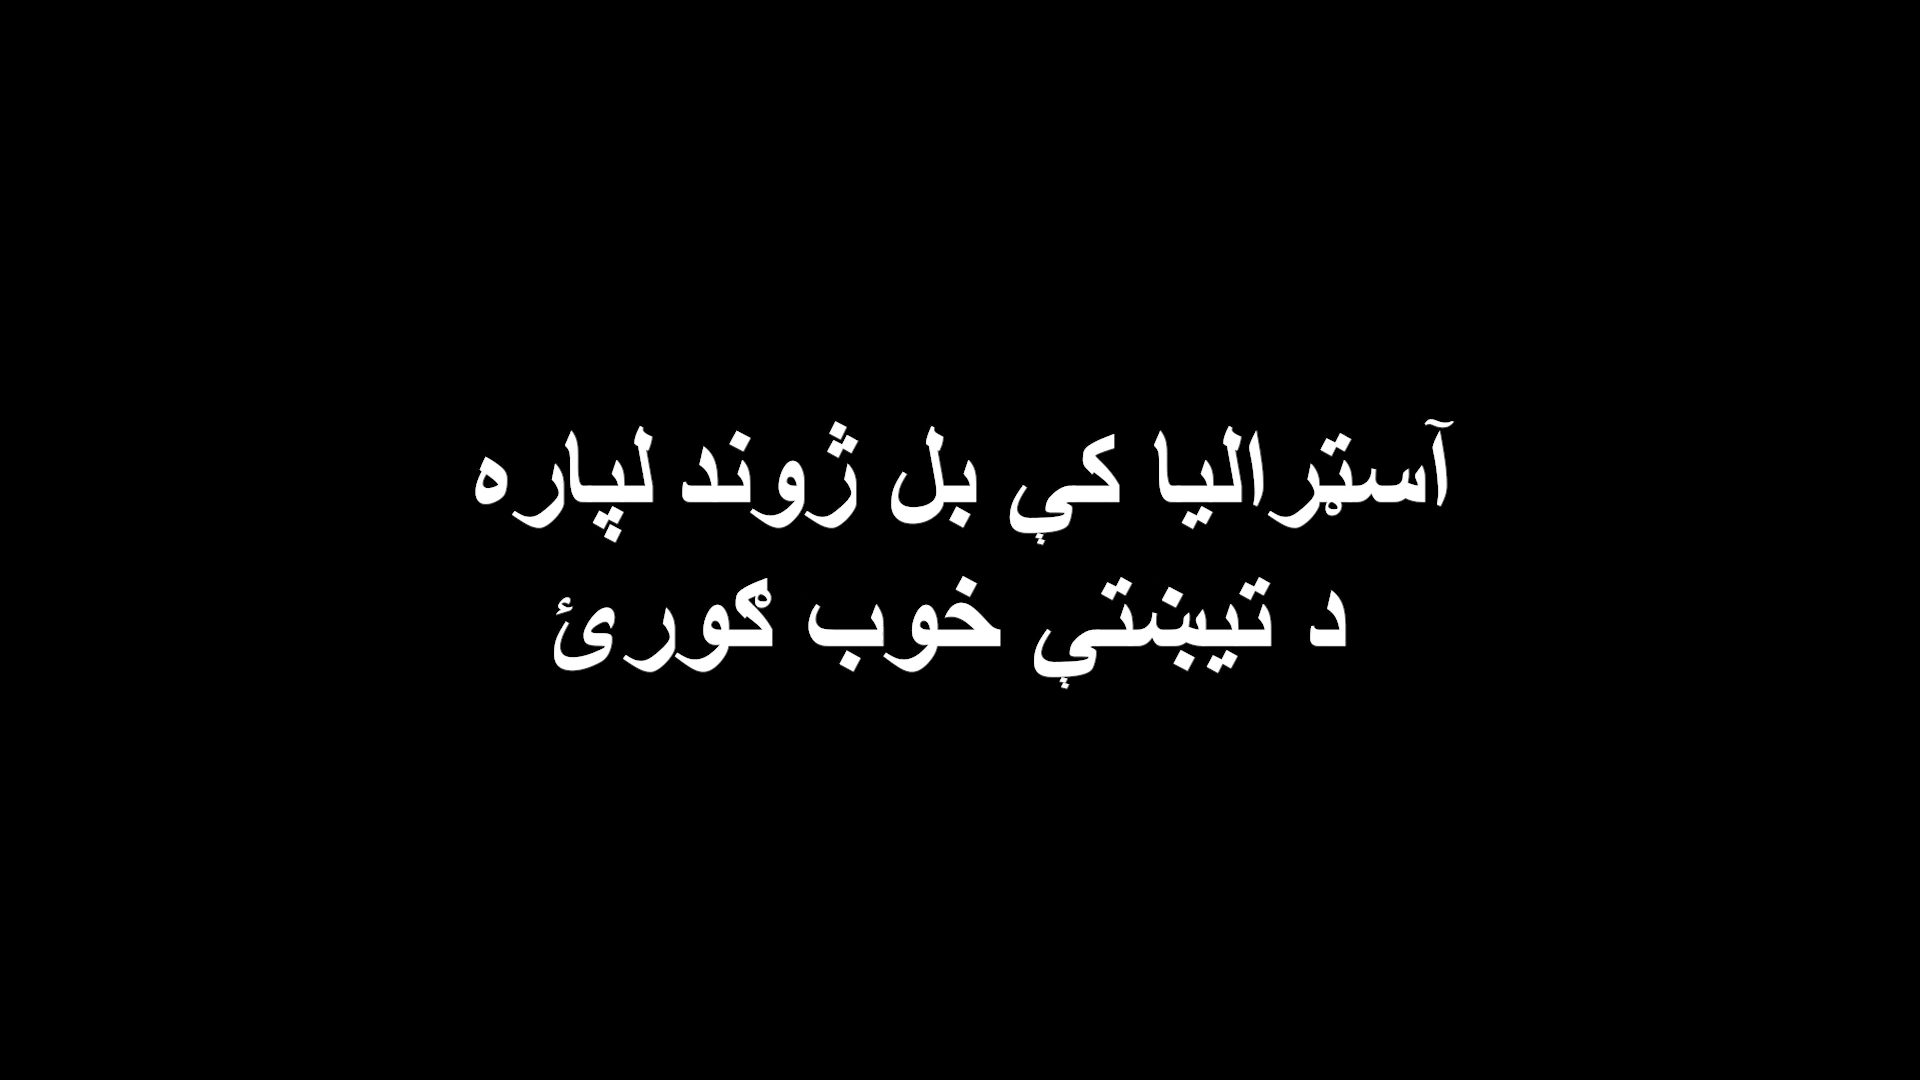 آسټرالیا کې بل ژوند لپاره
د تیښتې خوب ګورئ